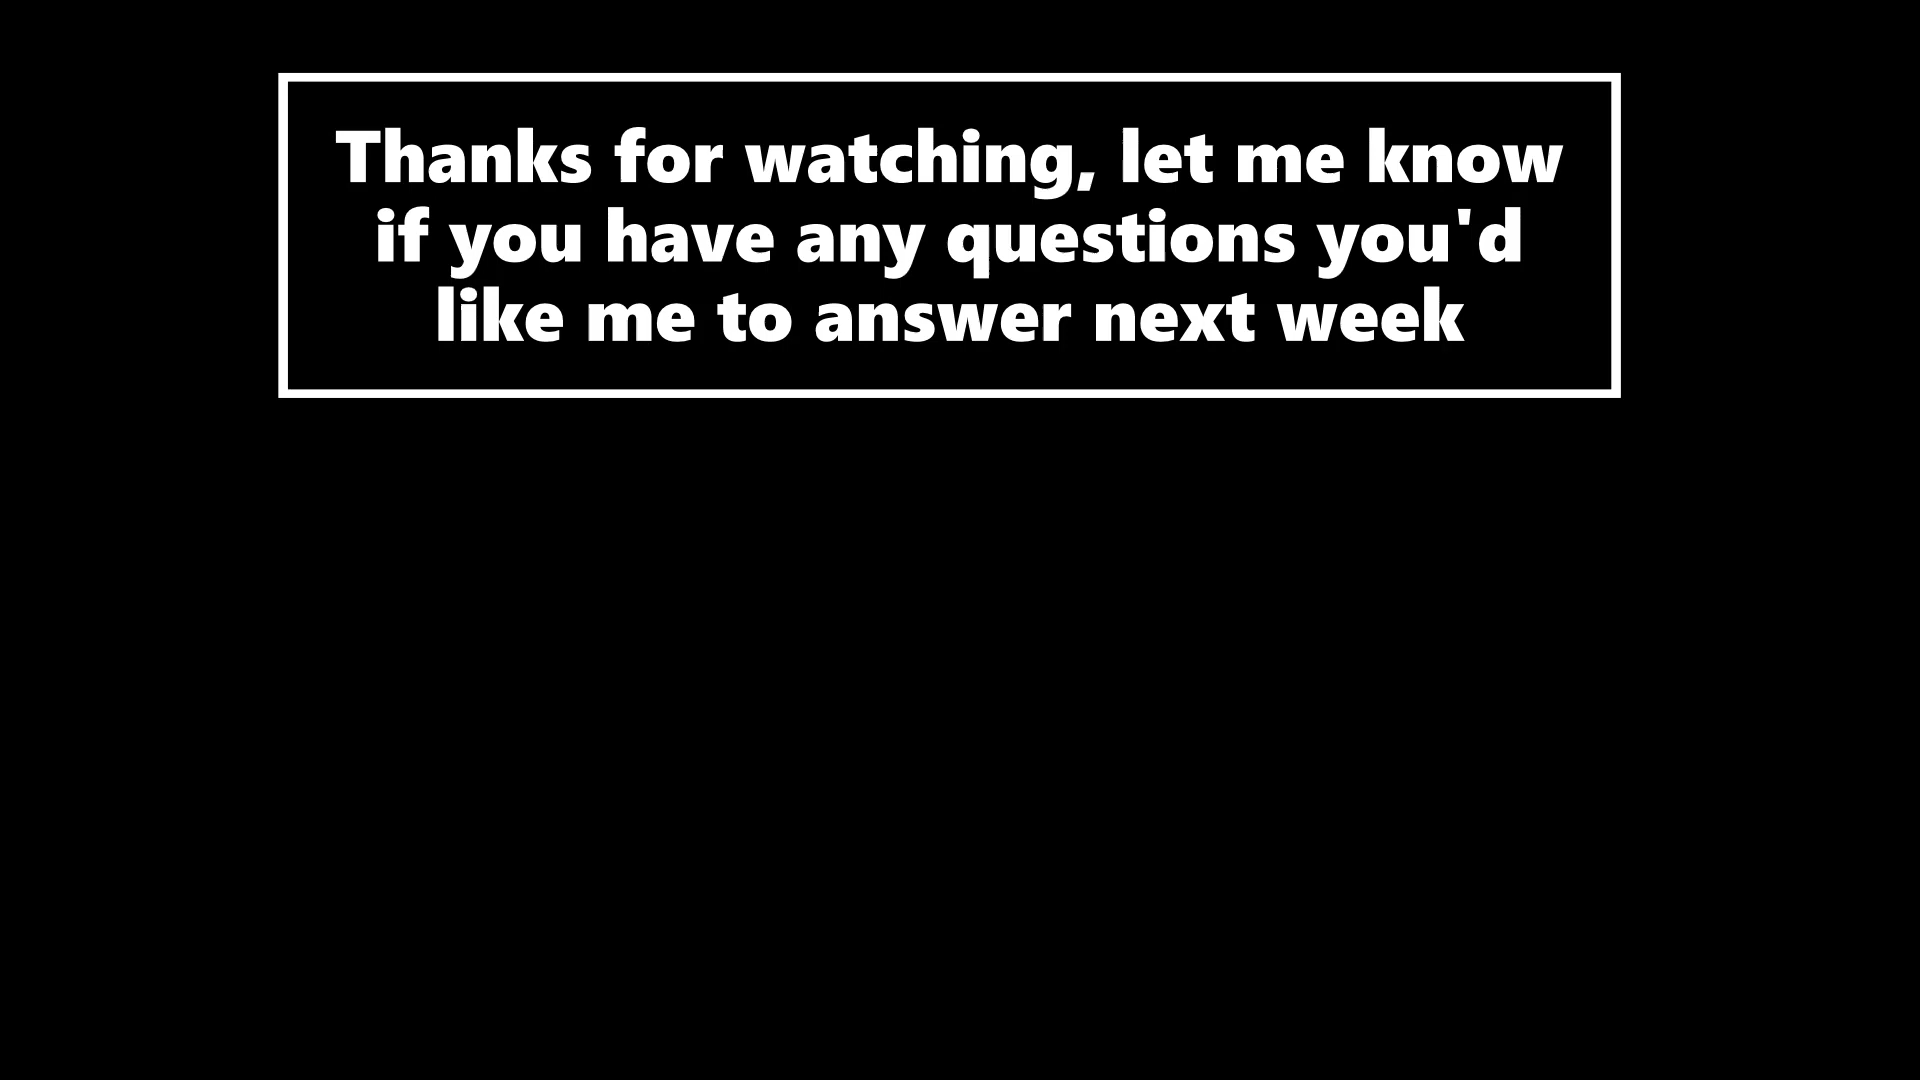 Thanks for watching, let me know
if you have any questions you'd
like me to answer next week